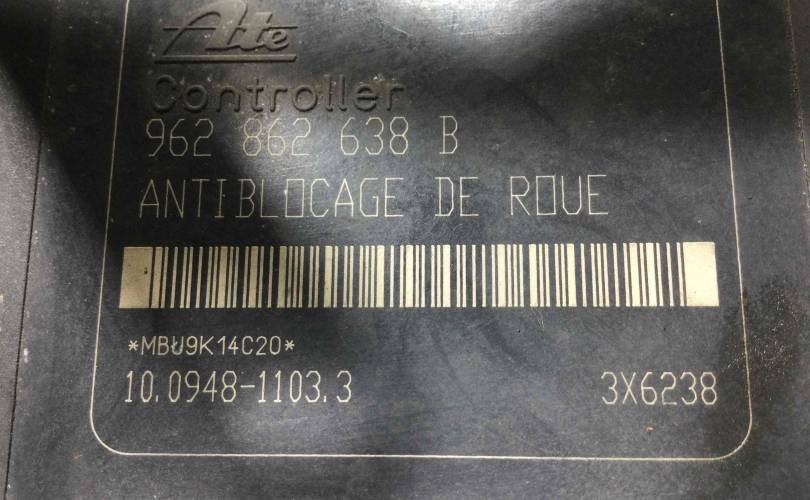 Ate
Controller
962 862 638 B
ANTIBLOCAGE DE ROUE
*MBU9K14C20*
10.0948-1103.3 3X6238